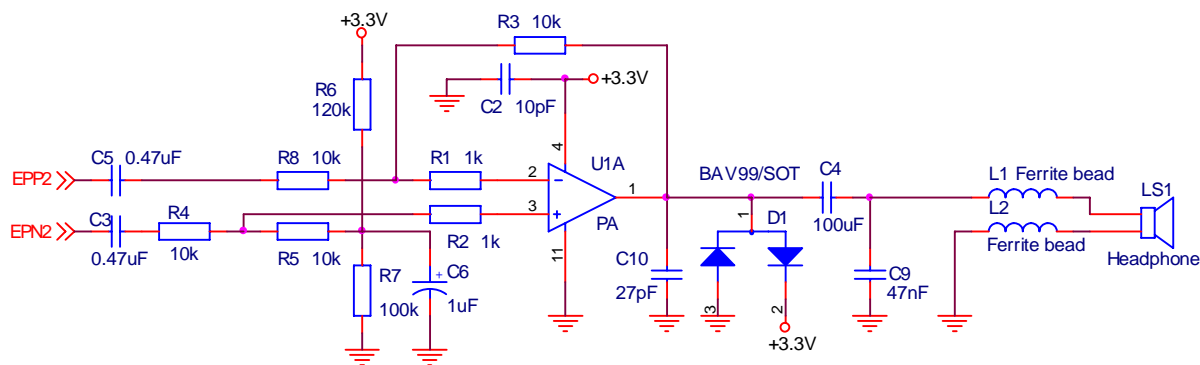 R3 10k
+3.3V
R6
120k
C2 10pF
+3.3V
C5
0.47uF
R8 10k
R1 1k
4
U1A
BAV99/SOT
C4
L1 Ferrite bead
LS1
EPP2
2
1
1
D1
L2
EPN2
C3
R4
3
PA
100uF
0.47uF
10k
R5 10k
R2 1k
Ferrite bead
Headphone
R7
100k
C6
1uF
+
11
C10
27pF
C9
47nF
3
2
+3.3V